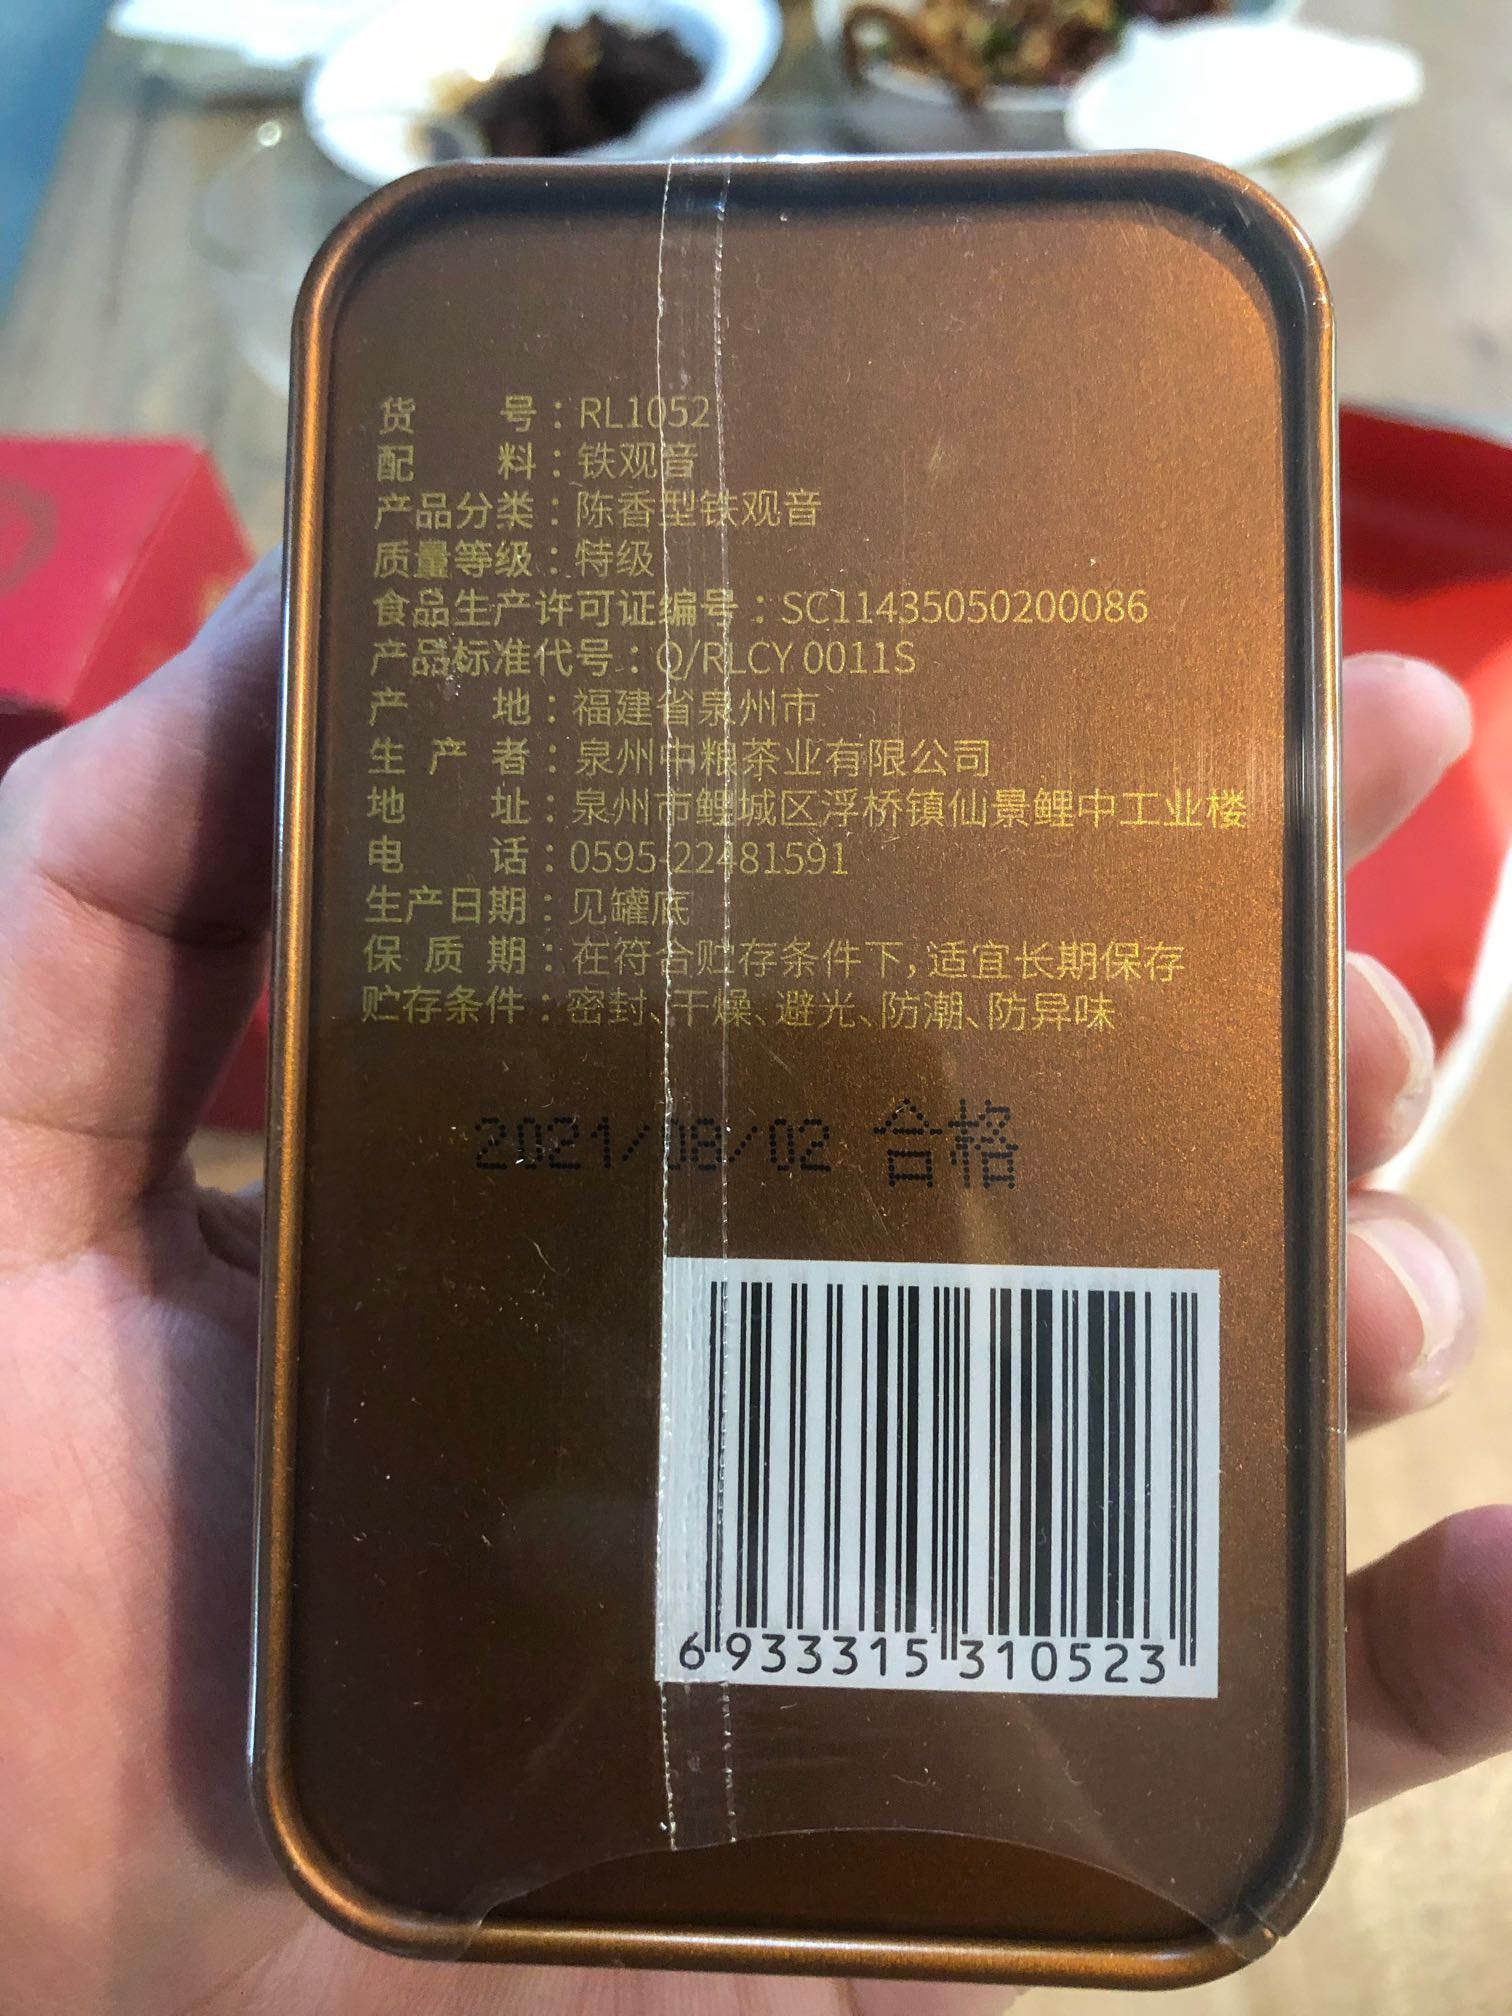 货号：RL1052
配料：铁观音
产品分类：陈香型铁观音
质量等级：特级
食品生产许可证编号：SC11435050200086
产品标准代号：Q/RLCY 0011S
产地：福建省泉州市
生产者：泉州中粮茶业有限公司
地址：泉州市鲤城区浮桥镇仙景鲤中工业楼
电话：0595-22481591
生产日期：见罐底
保质期：在符合贮存条件下,适宜长期保存
贮存条件：密封、干燥、避光、防潮、防异味
2021/08/02 合格
6 933315 310523